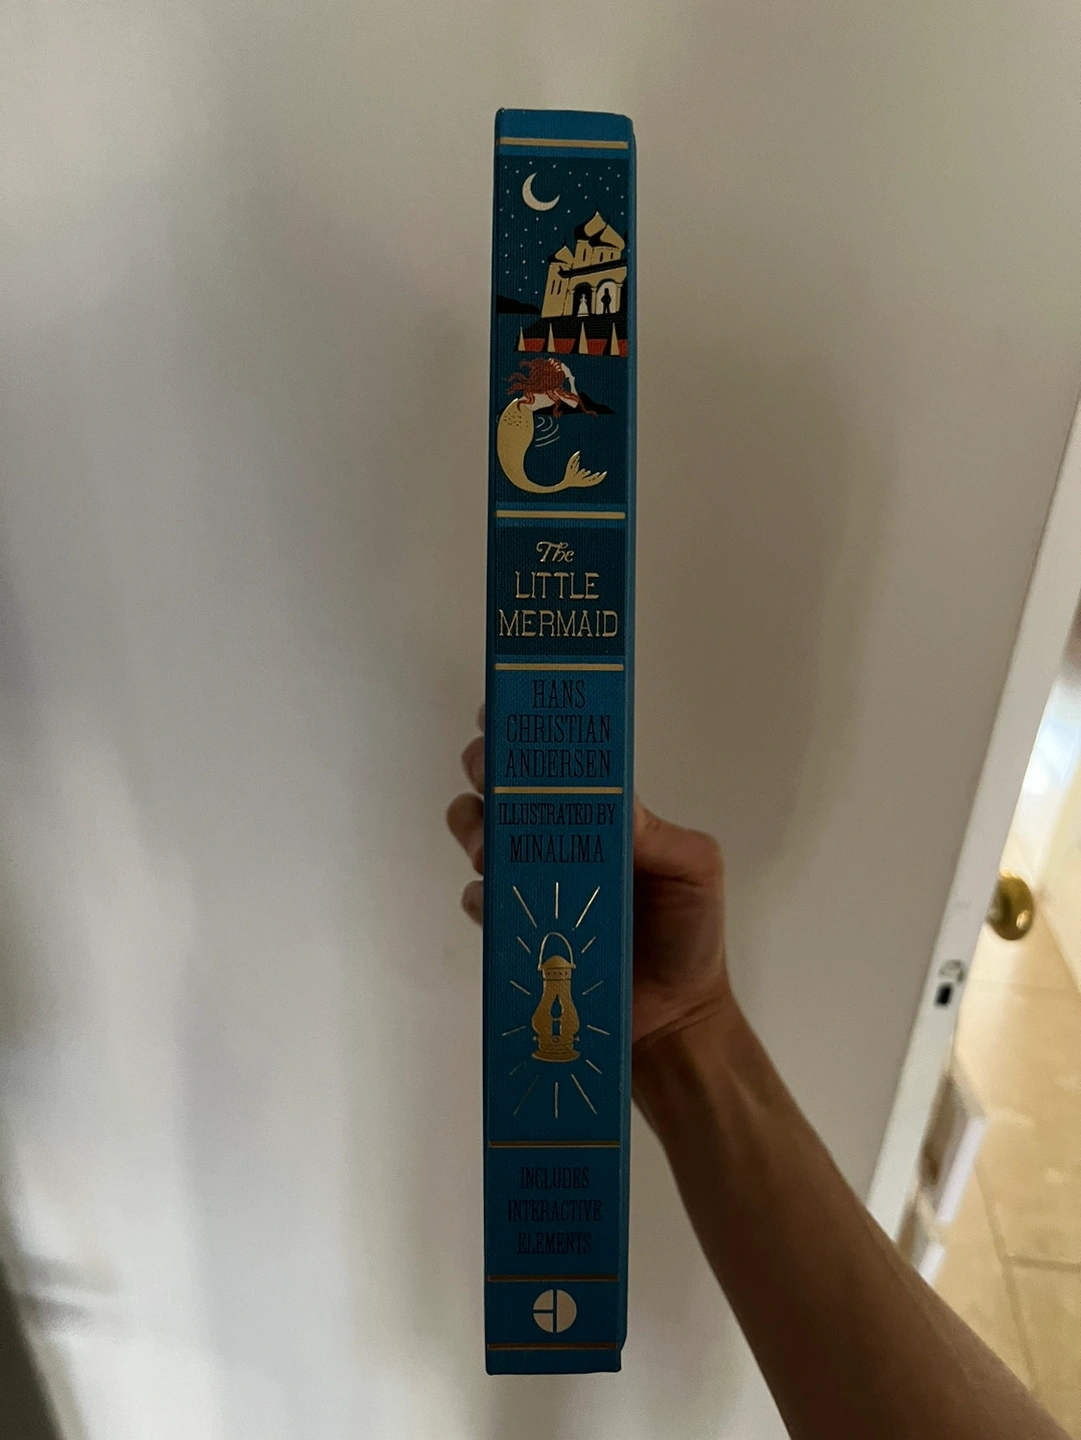 The
LITTLE
MERMAID
HANS
CHRISTIAN
ANDERSEN
ILLUSTRATED BY
MINALIMA
INCLUDES
INTERACTIVE
ELEMENTS